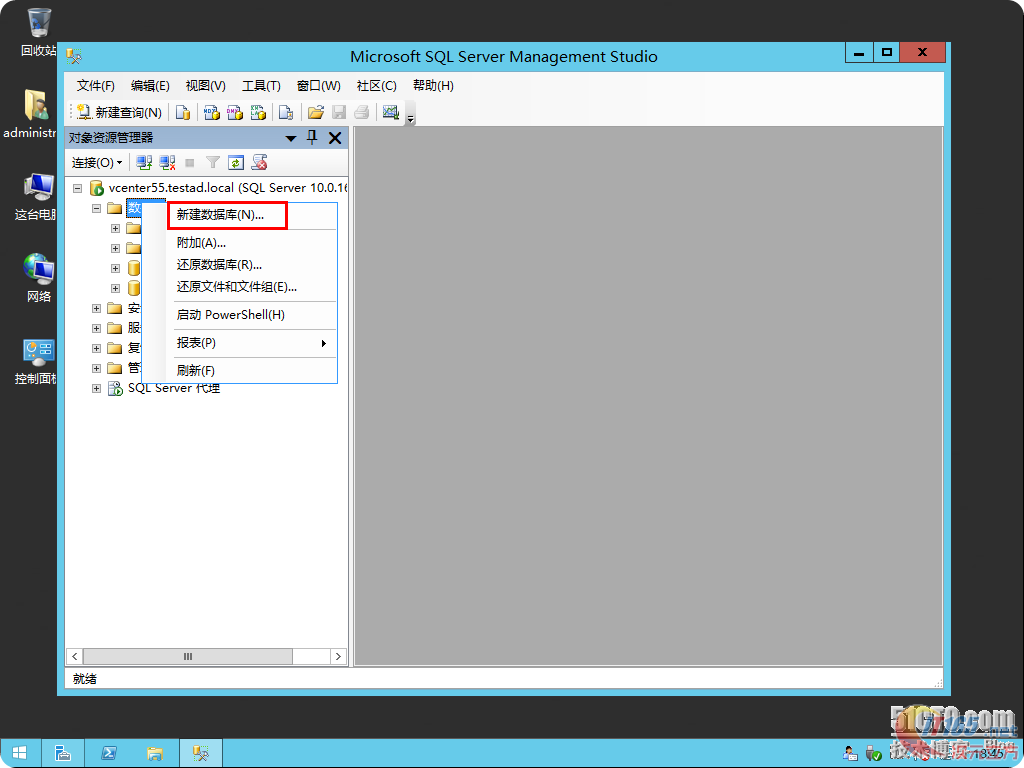 回收站
Microsoft SQL Server Management Studio
文件(F) 编辑(E) 视图(V) 工具(T) 窗口(W) 社区(C) 帮助(H)
新建查询(N)
administr
对象资源管理器
连接(O)
vcenter55.testad.local (SQL Server 10.0.16
数
新建数据库(N)...
这台电脑
附加(A)...
还原数据库(R)...
还原文件和文件组(E)...
网络
安
启动 PowerShell(H)
服
报表(P)
复
管
刷新(F)
控制面板
SQL Server 代理
就绪
51CTO.com
技术博客 Blog
18:45